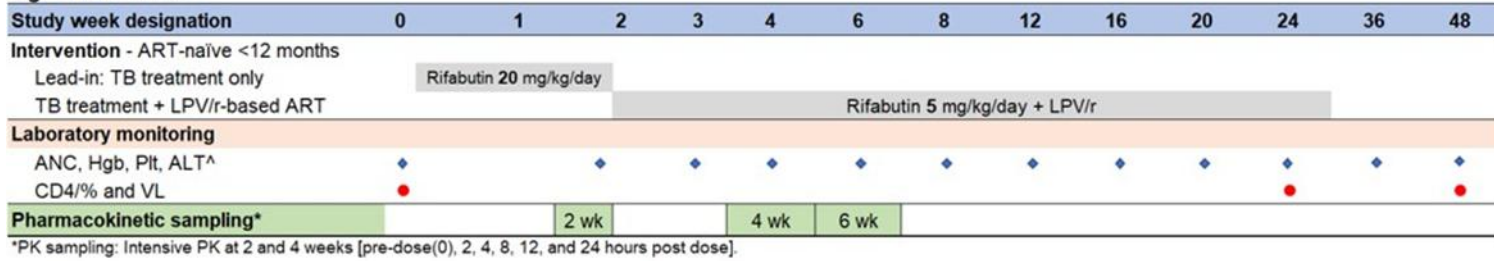 Study week designation 0 1 2 3 4 6 8 12 16 20 24 36 48
Intervention - ART-naïve <12 months
Lead-in: TB treatment only Rifabutin 20 mg/kg/day
TB treatment + LPV/r-based ART Rifabutin 5 mg/kg/day + LPV/r
Laboratory monitoring
ANC, Hgb, Plt, ALT^
CD4/% and VL
Pharmacokinetic sampling* 2 wk 4 wk 6 wk
*PK sampling: Intensive PK at 2 and 4 weeks [pre-dose(0), 2, 4, 8, 12, and 24 hours post dose].